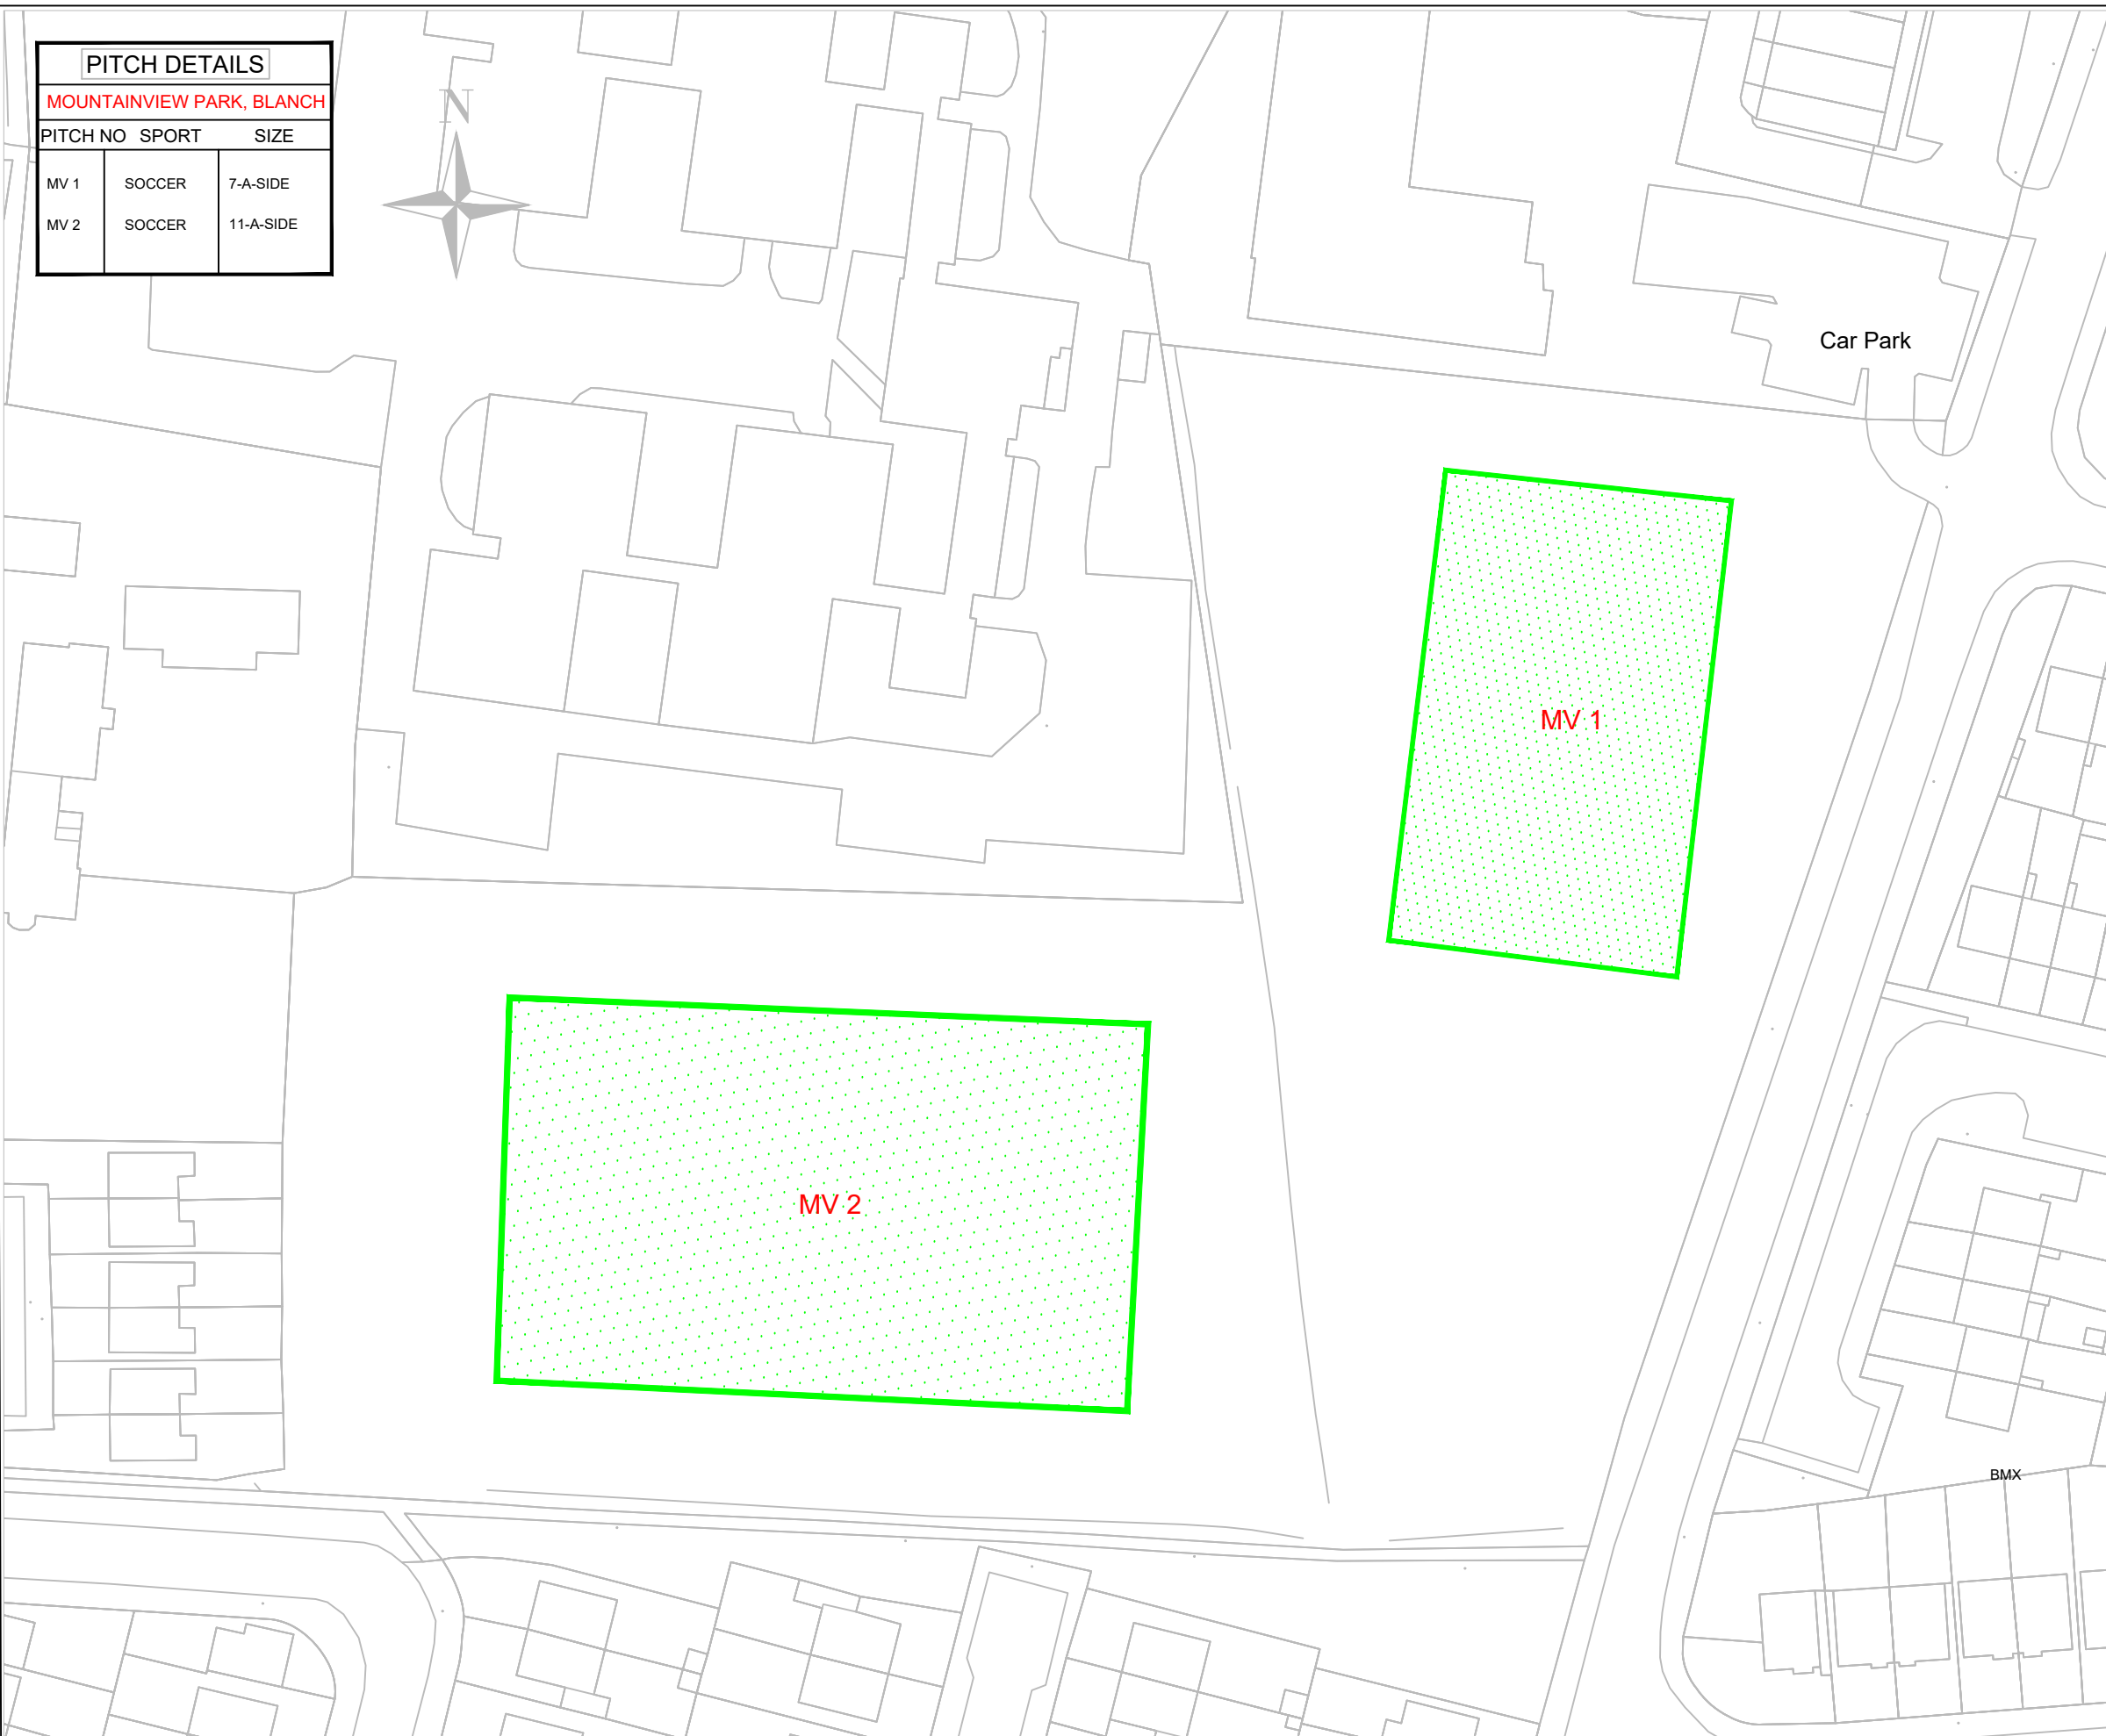 PITCH DETAILS
MOUNTAINVIEW PARK, BLANCH
PITCH NO SPORT SIZE
MV 1 SOCCER 7-A-SIDE
MV 2 SOCCER 11-A-SIDE
N
Car Park
MV 1
MV 2
BMX